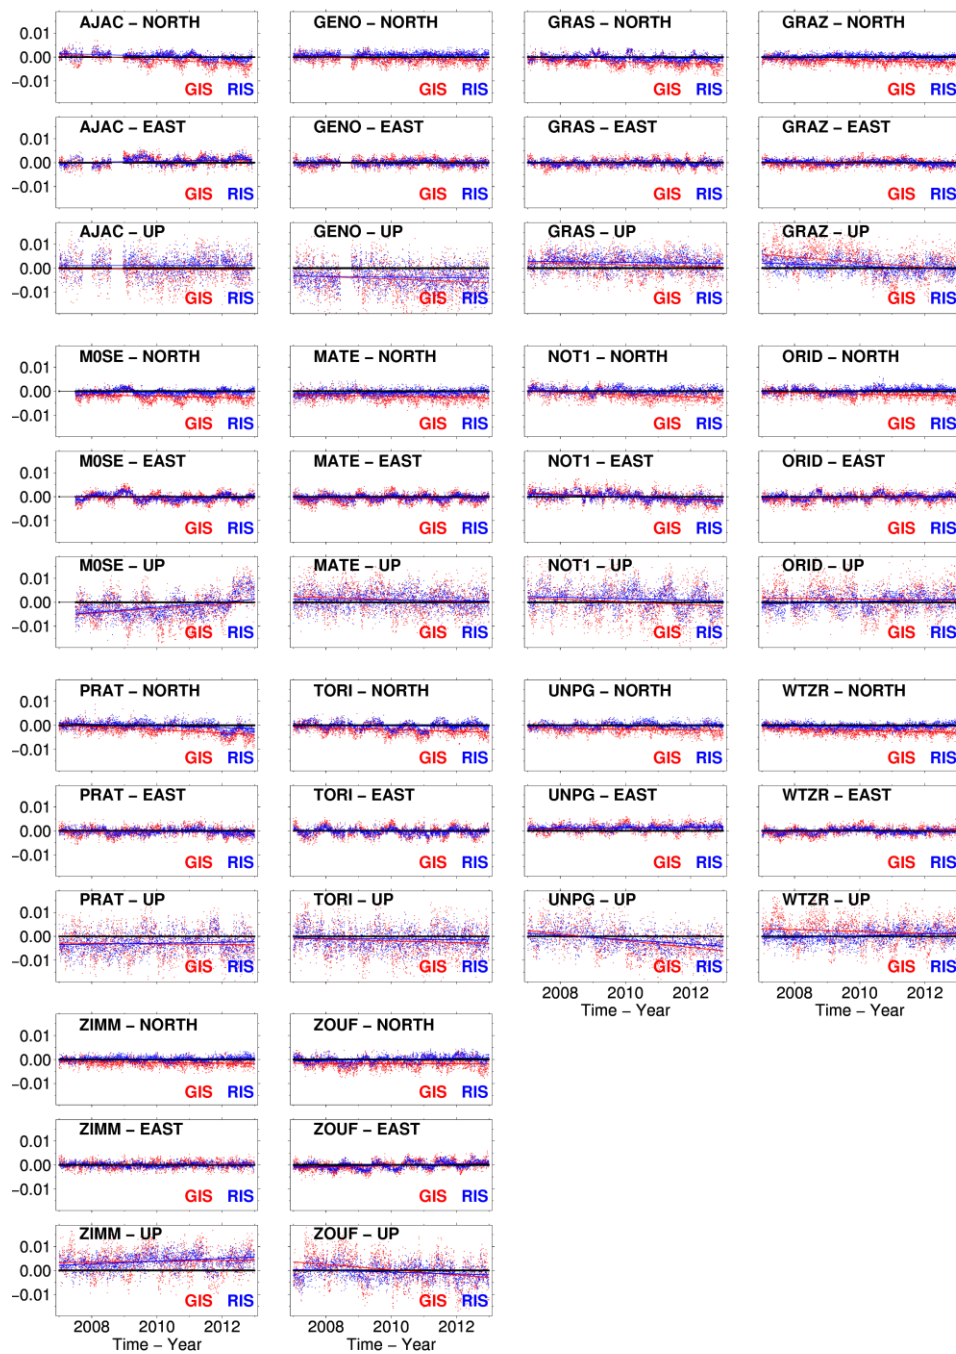 AJAC – NORTH GENO – NORTH GRAS – NORTH GRAZ – NORTH
0.01
0.00
−0.01
GIS RIS GIS RIS GIS RIS GIS RIS
AJAC – EAST GENO – EAST GRAS – EAST GRAZ – EAST
0.01
0.00
−0.01
GIS RIS GIS RIS GIS RIS GIS RIS
AJAC – UP GENO – UP GRAS – UP GRAZ – UP
0.01
0.00
−0.01
GIS RIS GIS RIS GIS RIS GIS RIS
M0SE – NORTH MATE – NORTH NOT1 – NORTH ORID – NORTH
0.01
0.00
−0.01
GIS RIS GIS RIS GIS RIS GIS RIS
M0SE – EAST MATE – EAST NOT1 – EAST ORID – EAST
0.01
0.00
−0.01
GIS RIS GIS RIS GIS RIS GIS RIS
M0SE – UP MATE – UP NOT1 – UP ORID – UP
0.01
0.00
−0.01
GIS RIS GIS RIS GIS RIS GIS RIS
PRAT – NORTH TORI – NORTH UNPG – NORTH WTZR – NORTH
0.01
0.00
−0.01
GIS RIS GIS RIS GIS RIS GIS RIS
PRAT – EAST TORI – EAST UNPG – EAST WTZR – EAST
0.01
0.00
−0.01
GIS RIS GIS RIS GIS RIS GIS RIS
PRAT – UP TORI – UP UNPG – UP WTZR – UP
0.01
0.00
−0.01
GIS RIS GIS RIS GIS RIS GIS RIS
2008 2010 2012 2008 2010 2012
Time – Year Time – Year
ZIMM – NORTH ZOUF – NORTH
0.01
0.00
−0.01
GIS RIS GIS RIS
ZIMM – EAST ZOUF – EAST
0.01
0.00
−0.01
GIS RIS GIS RIS
ZIMM – UP ZOUF – UP
0.01
0.00
−0.01
GIS RIS GIS RIS
2008 2010 2012 2008 2010 2012
Time – Year Time – Year